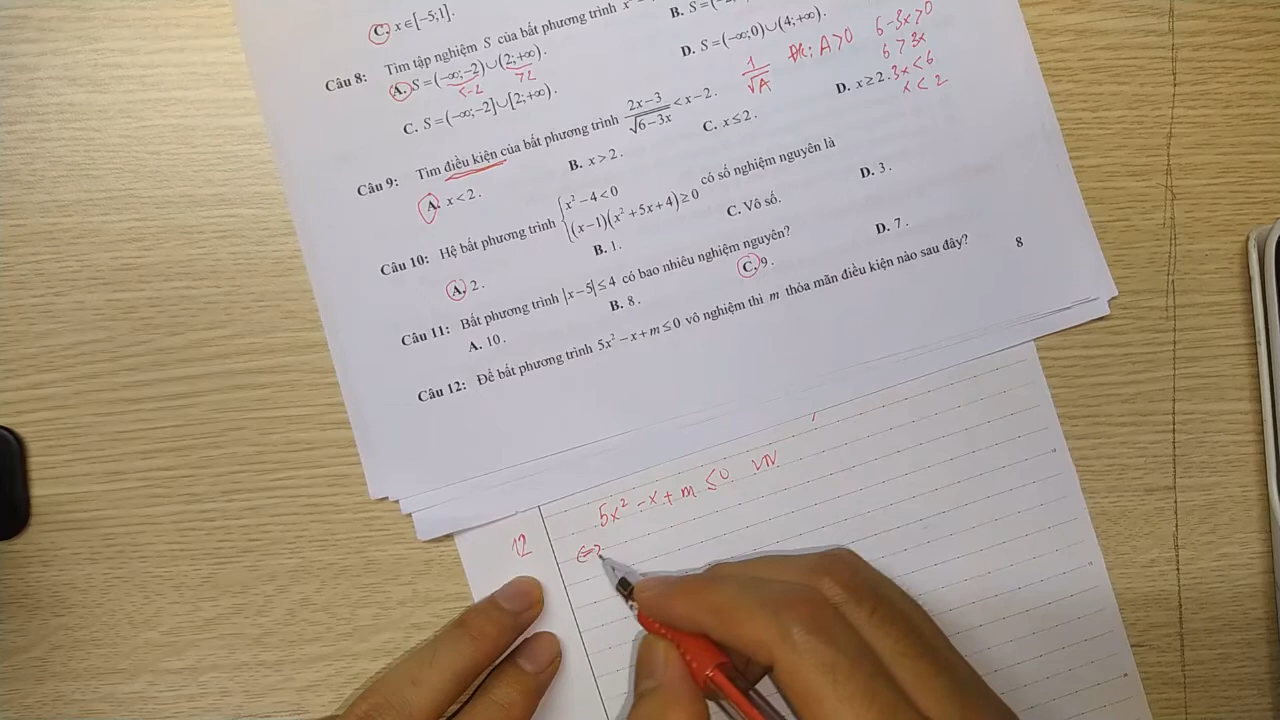 C. x∈[−5;1].
Câu 8: Tìm tập nghiệm S của bất phương trình x²
A. S=(−∞;−2)∪(2;+∞).
B. S=(−
<-2 >2
C. S=(−∞;−2]∪[2;+∞).
D. S=(−∞;0)∪(4;+∞).
1/√A ĐK: A>0
6-3x>0
6>3x
3x<6
x<2
Câu 9: Tìm điều kiện của bất phương trình (2x−3)/√(6−3x) < x−2.
A. x<2.
B. x>2.
C. x≤2.
D. x≥2.
Câu 10: Hệ bất phương trình { x²−4<0
(x−1)(x²+5x+4)≥0 có số nghiệm nguyên là
A. 2.
B. 1.
C. Vô số.
D. 3.
Câu 11: Bất phương trình |x−5|≤4 có bao nhiêu nghiệm nguyên?
A. 10.
B. 8.
C. 9.
D. 7.
Câu 12: Để bất phương trình 5x²−x+m≤0 vô nghiệm thì m thỏa mãn điều kiện nào sau đây?
8
12 5x²-x+m≤0 VN
⇔